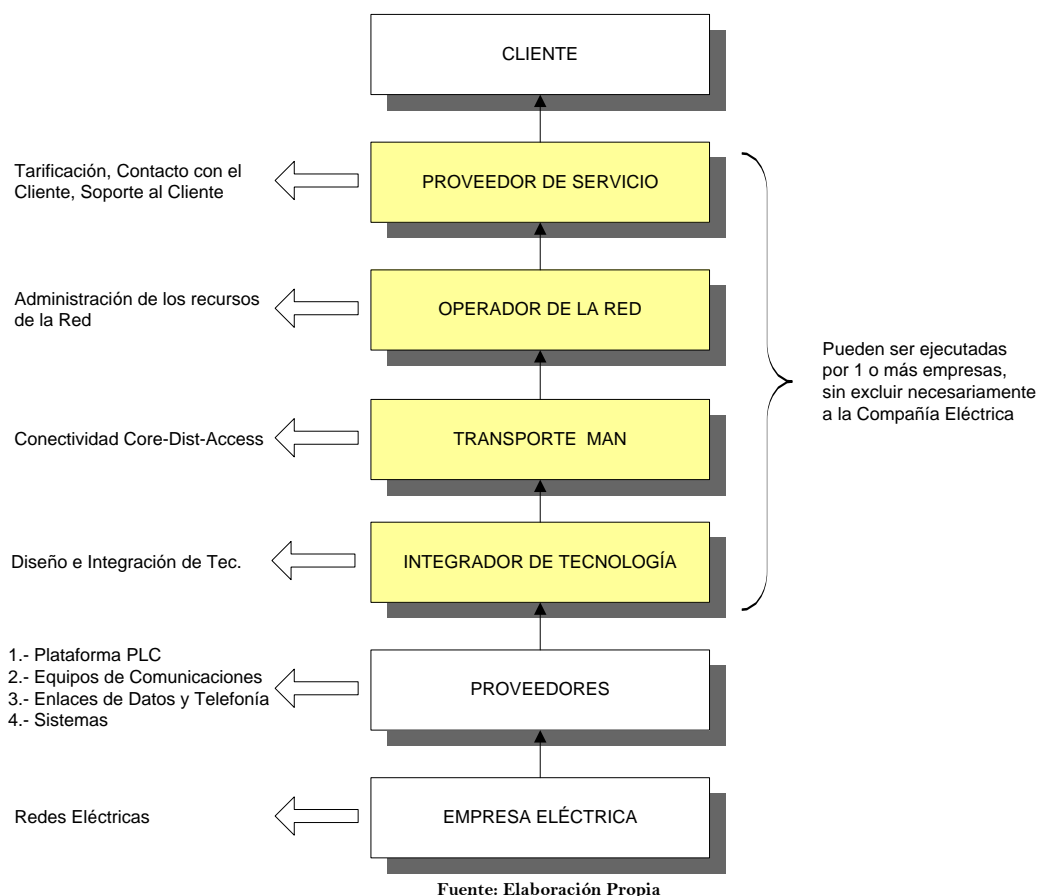 CLIENTE
Tarificación, Contacto con el
Cliente, Soporte al Cliente
PROVEEDOR DE SERVICIO
Administración de los recursos
de la Red
OPERADOR DE LA RED
Pueden ser ejecutadas
por 1 o más empresas,
sin excluir necesariamente
a la Compañía Eléctrica
Conectividad Core-Dist-Access
TRANSPORTE MAN
Diseño e Integración de Tec.
INTEGRADOR DE TECNOLOGÍA
1.- Plataforma PLC
2.- Equipos de Comunicaciones
3.- Enlaces de Datos y Telefonía
4.- Sistemas
PROVEEDORES
Redes Eléctricas
EMPRESA ELÉCTRICA
Fuente: Elaboración Propia